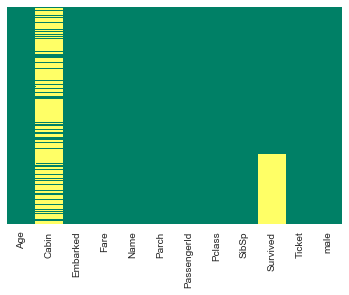 Age
Cabin
Embarked
Fare
Name
Parch
PassengerId
Pclass
SibSp
Survived
Ticket
male